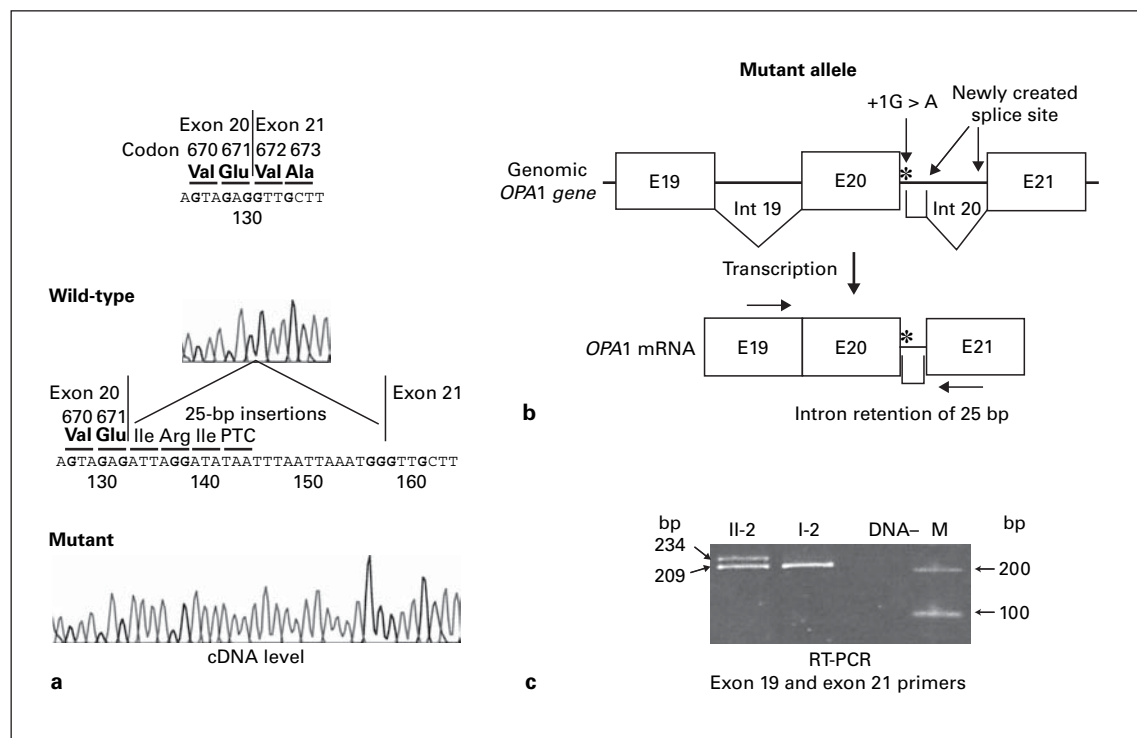 Exon 20 Exon 21
Codon 670 671 672 673
Val Glu Val Ala
AGTAGAGGTTGCTT
130
Wild-type
Exon 20 Exon 21
670 671 25-bp insertions
Val Glu Ile Arg Ile PTC
AGTAGAGATTAGGATATAATTTAATTAAATGGGTTGCTT
130 140 150 160
Mutant
cDNA level
a
Mutant allele
+1G > A Newly created
splice site
Genomic
OPA1 gene
E19 * E20 E21
Int 19 Int 20
Transcription
OPA1 mRNA E19 E20 * E21
b
Intron retention of 25 bp
bp II-2 I-2 DNA– M bp
234
209 200
100
RT-PCR
c Exon 19 and exon 21 primers